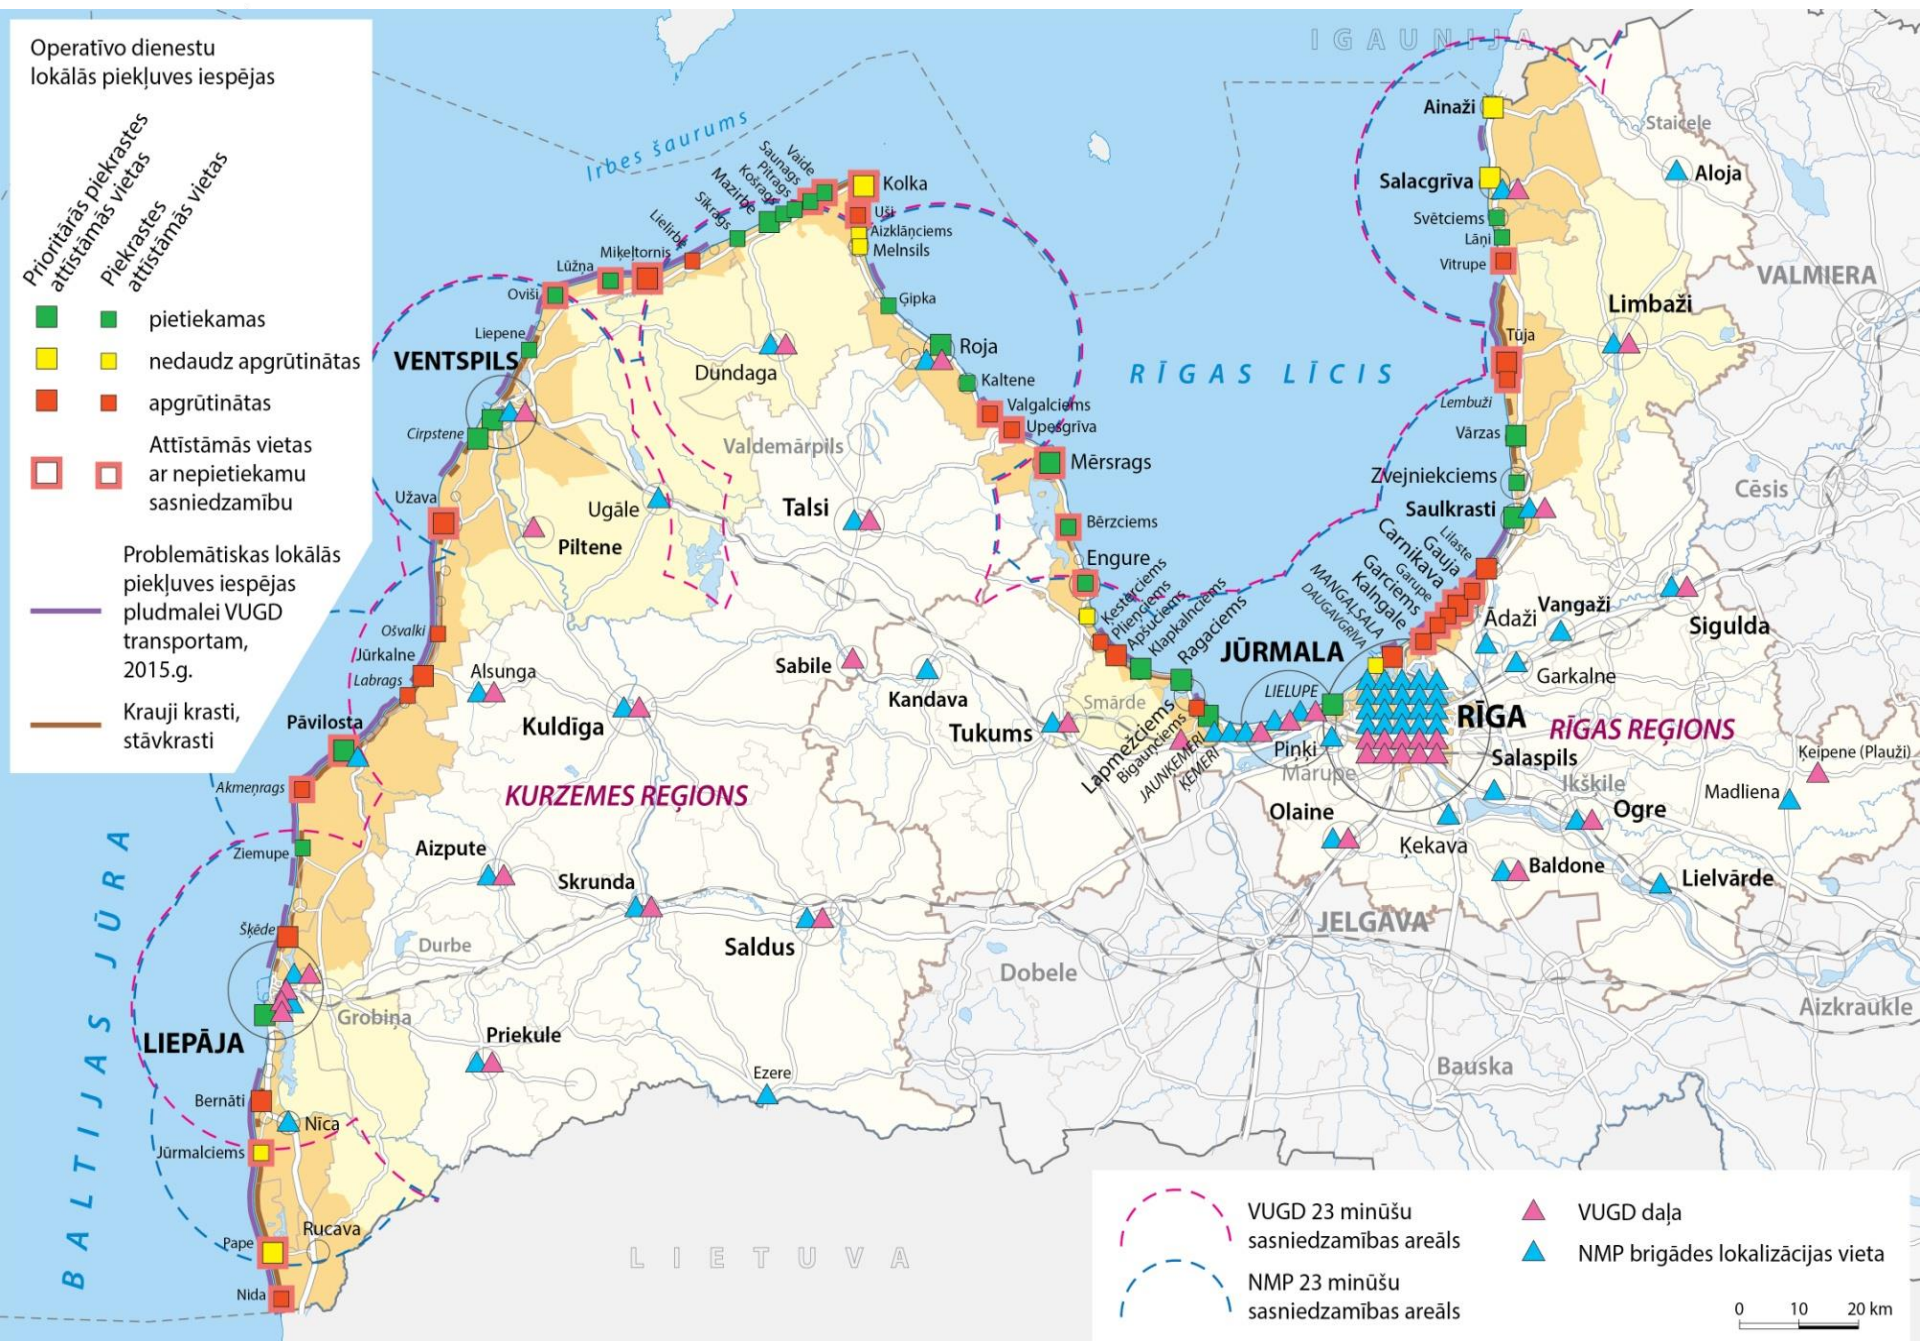 Operatīvo dienestu
lokālās piekļuves iespējas
Prioritārās piekrastes
attīstāmās vietas
Piekrastes
attīstāmās vietas
pietiekamas
nedaudz apgrūtinātas
apgrūtinātas
Attīstāmās vietas
ar nepietiekamu
sasniedzamību
Problemātiskas lokālās
piekļuves iespējas
pludmalei VUGD
transportam,
2015.g.
Krauji krasti,
stāvkrasti
IGAUNIJA
Irbes šaurums
Ainaži
Staicele
Salacgrīva
Aloja
Svētciems
Lāņi
Vitrupe
VALMIERA
Limbaži
Tūja
Lembuži
Vārzas
Zvejniekciems
Cēsis
Saulkrasti
Lilaste
Gauja
Carnikava
Garupe
Garciems
Kalngale
MANGAĻSALA
DAUGAVGRĪVA
Vaide
Saunags
Pitrags
Košrags
Mazirbe
Sīkrags
Lielirbe
Miķeļtornis
Lūžņa
Oviši
Liepene
VENTSPILS
Cirpstene
Užava
Kolka
Uši
Aizklāņciems
Melnsils
Ģipka
Roja
Kaltene
Valgalciems
Upesgrīva
Mērsrags
Bērzciems
Engure
Ķesterciems
Plieņciems
Apšuciems
Klapkalnciems
Ragaciems
RĪGAS LĪCIS
Dundaga
Valdemārpils
Talsi
Ugāle
Piltene
Ošvalki
Jūrkalne
Labrags
Alsunga
Pāvilosta
Akmeņrags
Ziemupe
Kuldīga
Sabile
Kandava
Tukums
Smārde
Lapmežciems
Bigauņciems
JAUNĶEMERI
ĶEMERI
JŪRMALA
LIELUPE
Piņķi
Mārupe
RĪGA
RĪGAS REĢIONS
Ādaži
Vangaži
Garkalne
Sigulda
Salaspils
Ikšķile
Ogre
Ķeipene (Plauži)
Madliena
Olaine
Ķekava
Baldone
Lielvārde
KURZEMES REĢIONS
Aizpute
Skrunda
Saldus
Durbe
Šķēde
Grobiņa
LIEPĀJA
Priekule
Ezere
Bernāti
Nīca
Jūrmalciems
Rucava
Pape
Nida
BALTIJAS JŪRA
LIETUVA
JELGAVA
Dobele
Bauska
Aizkraukle
VUGD 23 minūšu
sasniedzamības areāls
NMP 23 minūšu
sasniedzamības areāls
VUGD daļa
NMP brigādes lokalizācijas vieta
0 10 20 km